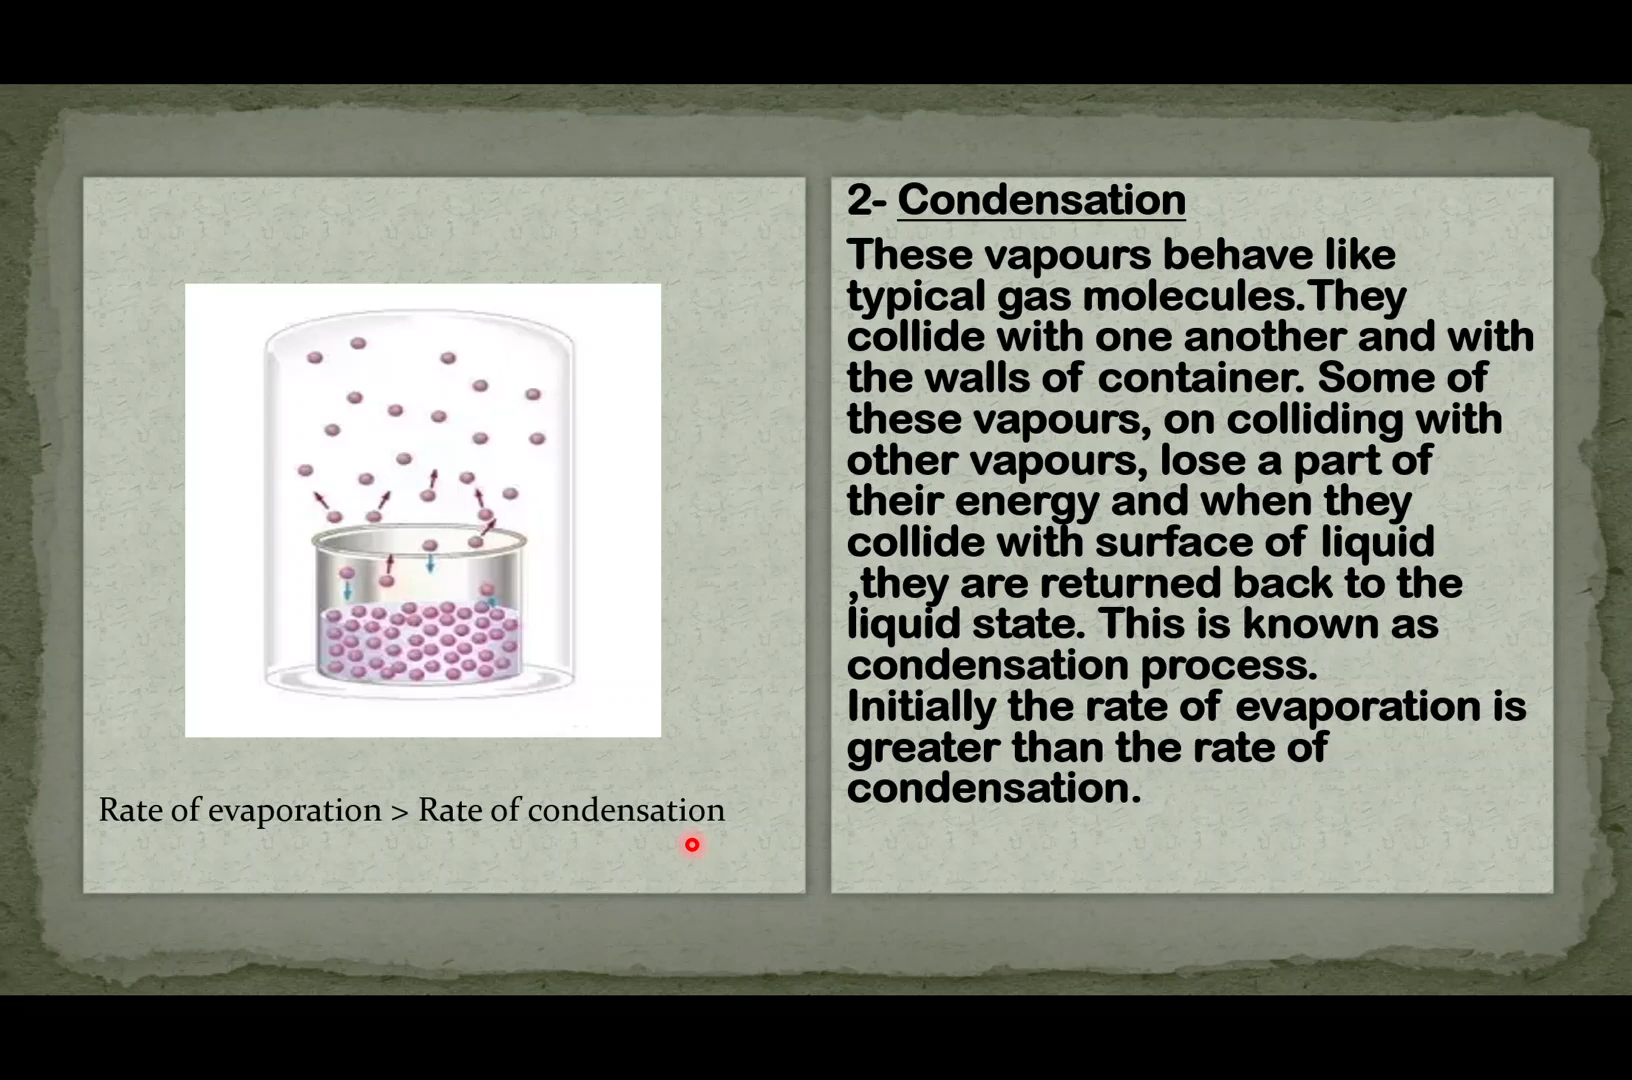 2- Condensation
These vapours behave like
typical gas molecules.They
collide with one another and with
the walls of container. Some of
these vapours, on colliding with
other vapours, lose a part of
their energy and when they
collide with surface of liquid
,they are returned back to the
liquid state. This is known as
condensation process.
Initially the rate of evaporation is
greater than the rate of
condensation.
Rate of evaporation > Rate of condensation